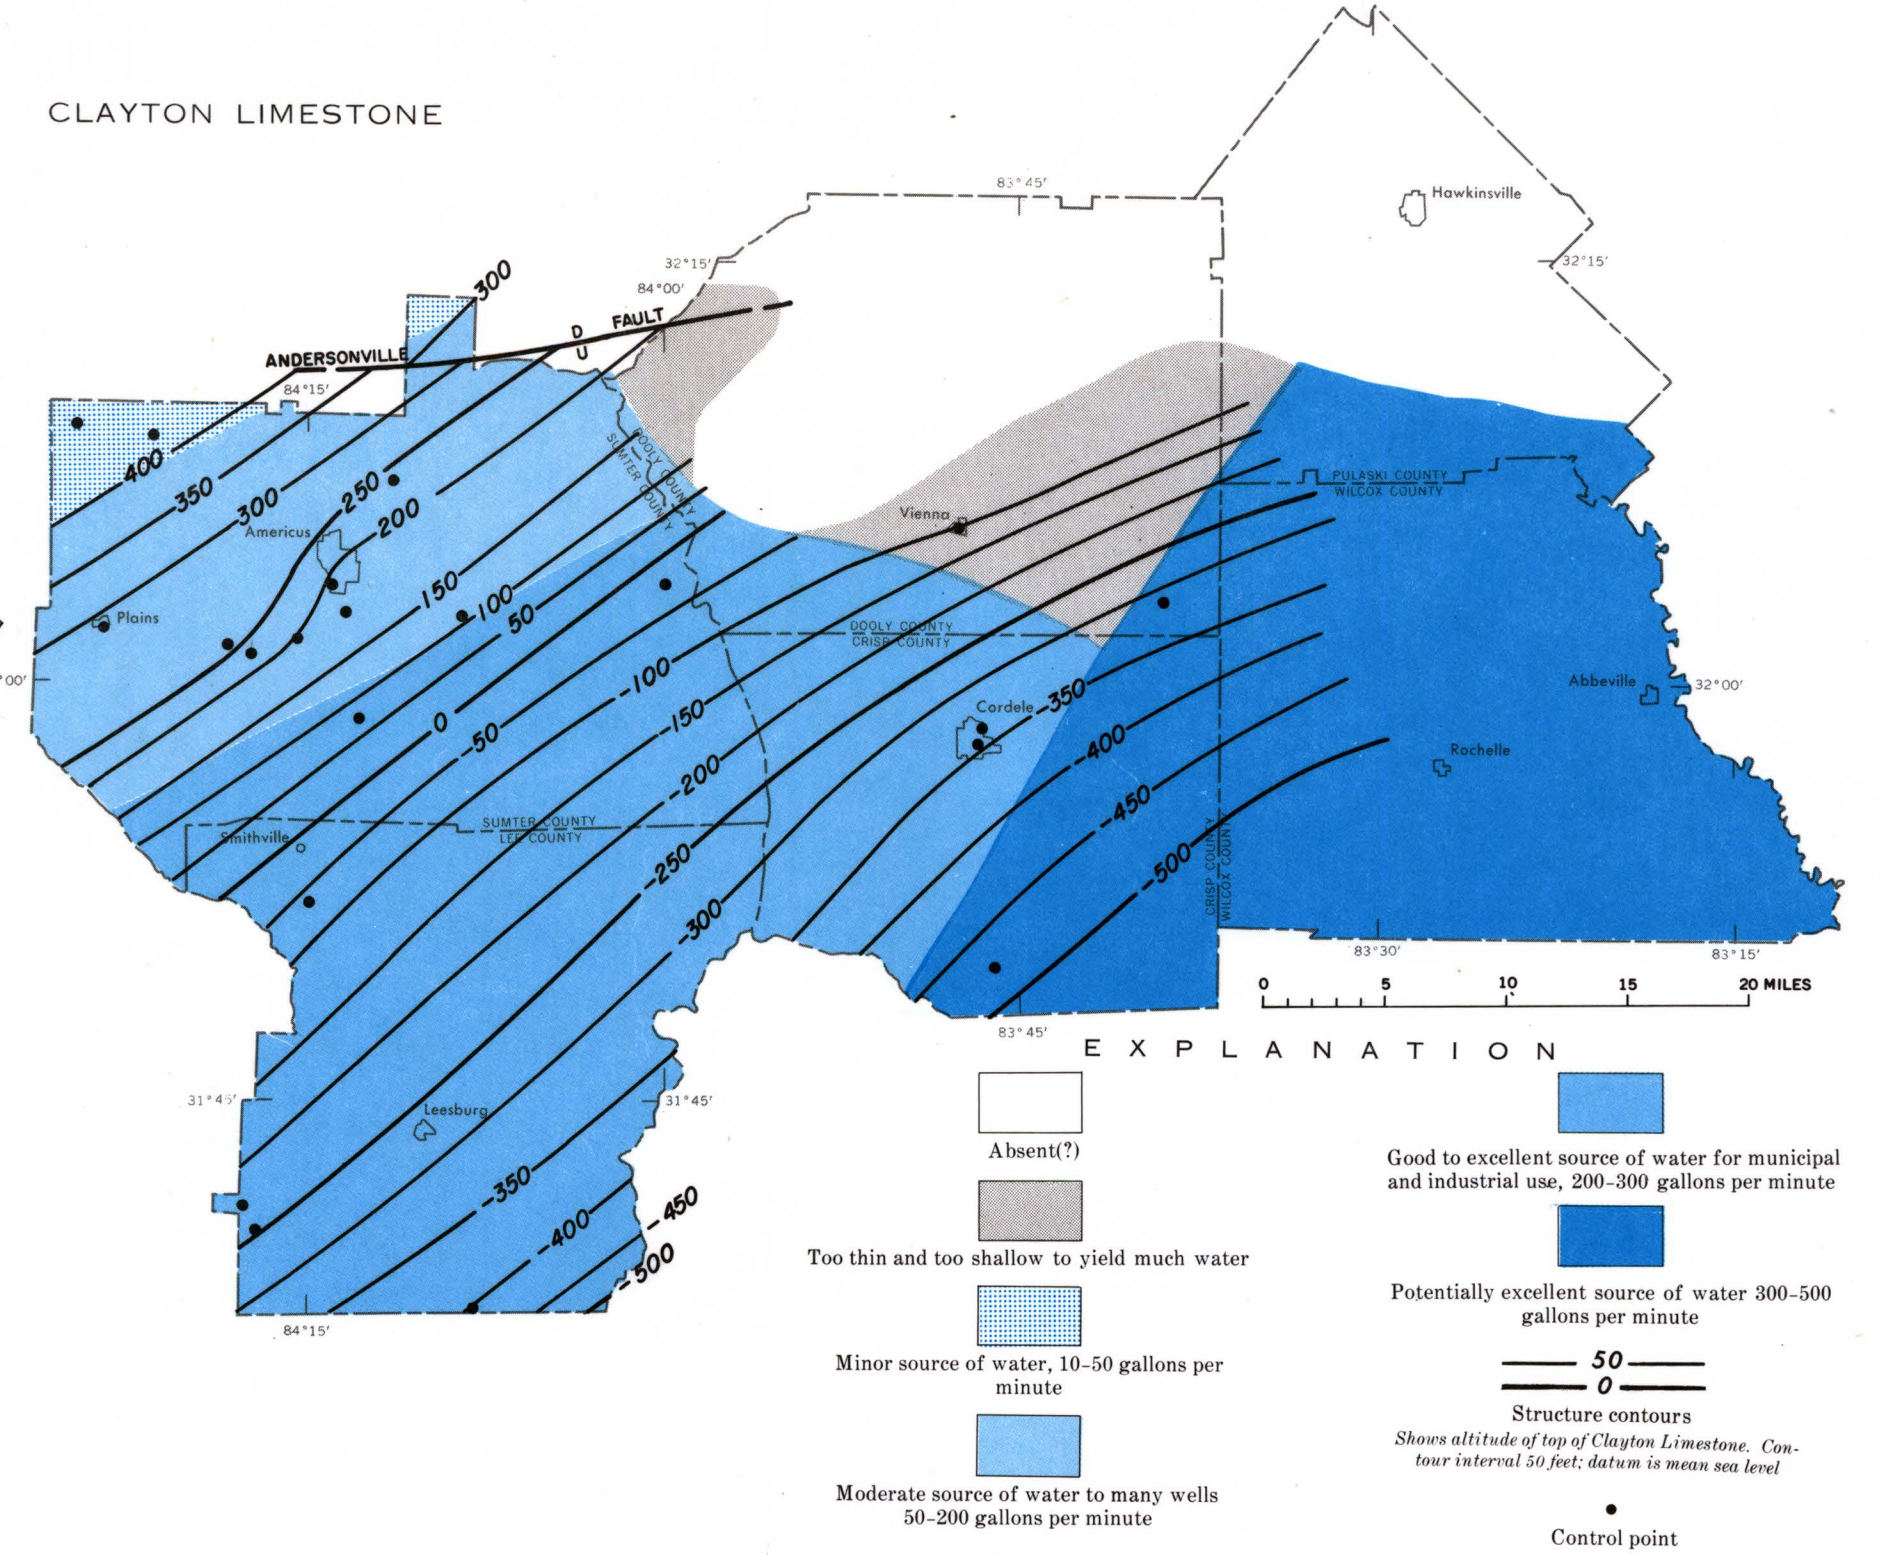 CLAYTON LIMESTONE
83°45'
Hawkinsville
32°15'
84°00'
32°15'
300
ANDERSONVILLE
D
U
FAULT
84°15'
400
350
300
250
200
Americus
DOOLY COUNTY
SUMTER COUNTY
Vienna
PULASKI COUNTY
WILCOX COUNTY
150
100
50
Plains
DOOLY COUNTY
CRISP COUNTY
°00'
-100
-350
Abbeville
32°00'
0
-50
-150
Cordele
-400
Rochelle
-200
-450
SUMTER COUNTY
LEE COUNTY
Smithville
-250
-500
CRISP COUNTY
WILCOX COUNTY
-300
83°30'
83°15'
0 5 10 15 20 MILES
83°45'
EXPLANATION
31°45'
Leesburg
31°45'
-350
-400
-450
-500
84°15'
Absent(?)
Too thin and too shallow to yield much water
Minor source of water, 10-50 gallons per
minute
Moderate source of water to many wells
50-200 gallons per minute
Good to excellent source of water for municipal
and industrial use, 200-300 gallons per minute
Potentially excellent source of water 300-500
gallons per minute
50
0
Structure contours
Shows altitude of top of Clayton Limestone. Con-
tour interval 50 feet; datum is mean sea level
Control point